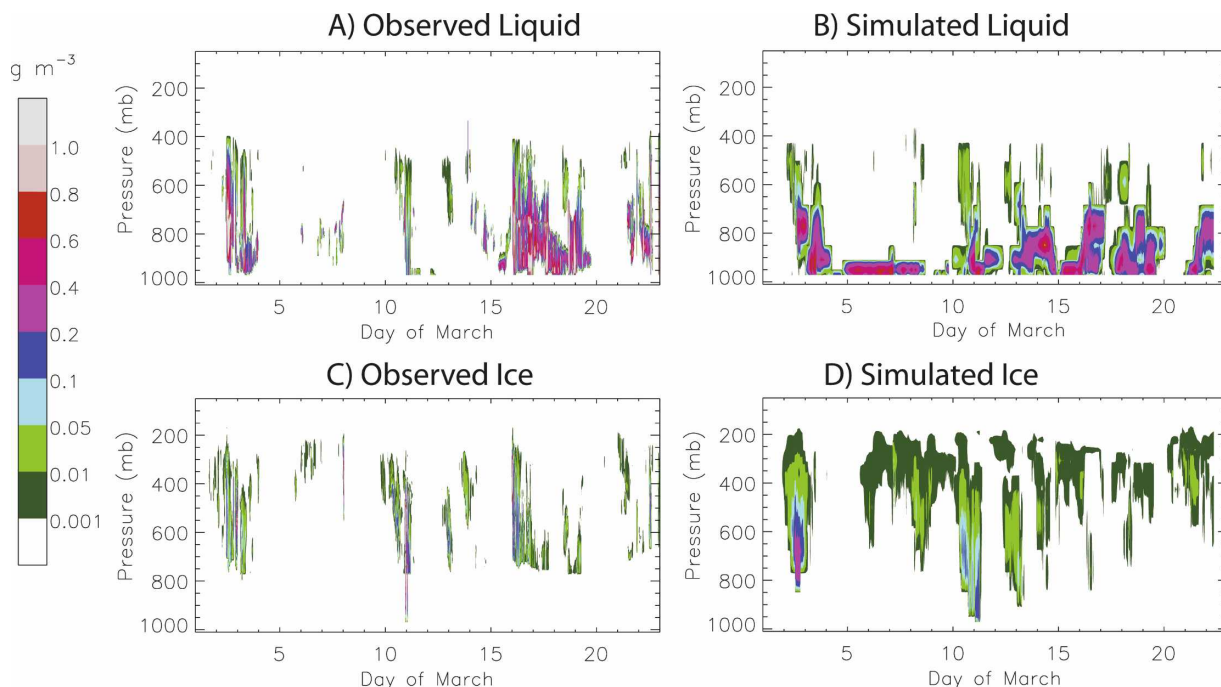 A) Observed Liquid
B) Simulated Liquid
g m⁻³
1.0
0.8
0.6
0.4
0.2
0.1
0.05
0.01
0.001
Pressure (mb)
200
400
600
800
1000
5 10 15 20
Day of March
Pressure (mb)
200
400
600
800
1000
5 10 15 20
Day of March
C) Observed Ice
D) Simulated Ice
Pressure (mb)
200
400
600
800
1000
5 10 15 20
Day of March
Pressure (mb)
200
400
600
800
1000
5 10 15 20
Day of March